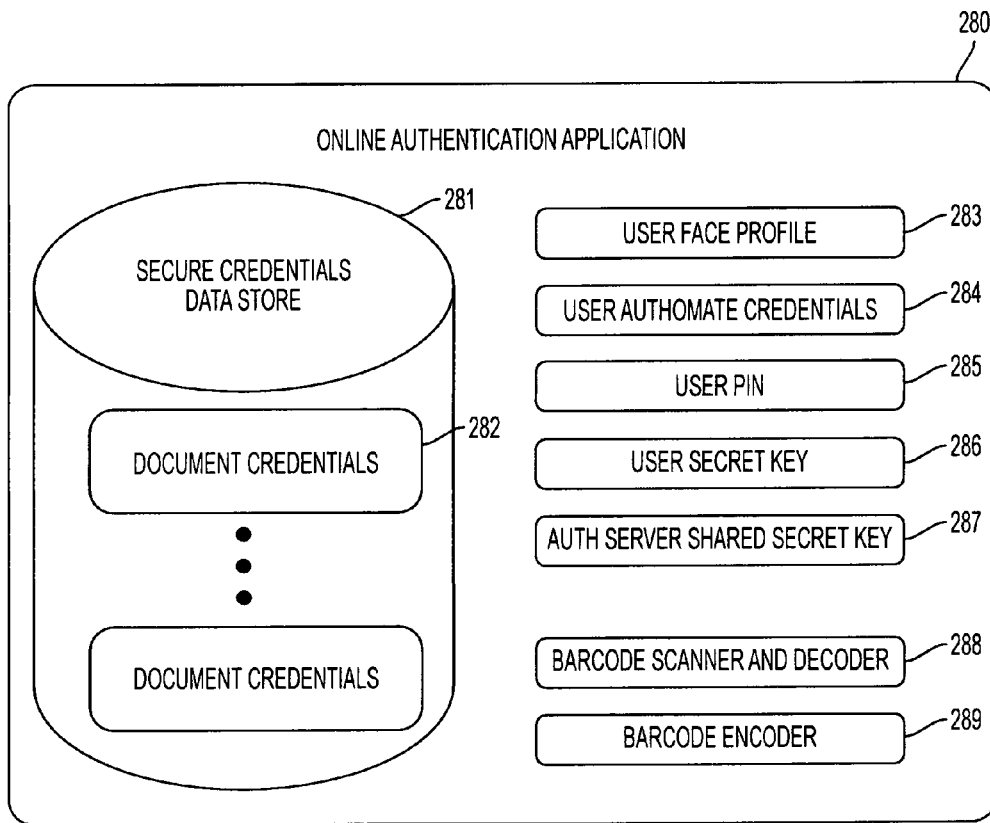 280
ONLINE AUTHENTICATION APPLICATION
281
SECURE CREDENTIALS
DATA STORE
282
DOCUMENT CREDENTIALS
DOCUMENT CREDENTIALS
USER FACE PROFILE
283
USER AUTHOMATE CREDENTIALS
284
USER PIN
285
USER SECRET KEY
286
AUTH SERVER SHARED SECRET KEY
287
BARCODE SCANNER AND DECODER
288
BARCODE ENCODER
289